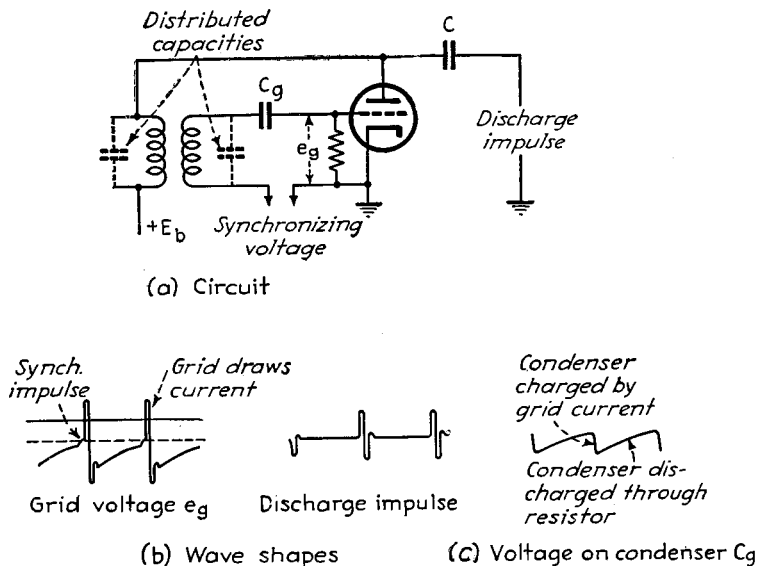 Distributed
capacities
C
Cg
eg
Discharge
impulse
+Eb
Synchronizing
voltage
(a) Circuit
Synch.
impulse
Grid draws
current
Grid voltage eg
Discharge impulse
(b) Wave shapes
Condenser
charged by
grid current
Condenser dis-
charged through
resistor
(c) Voltage on condenser Cg